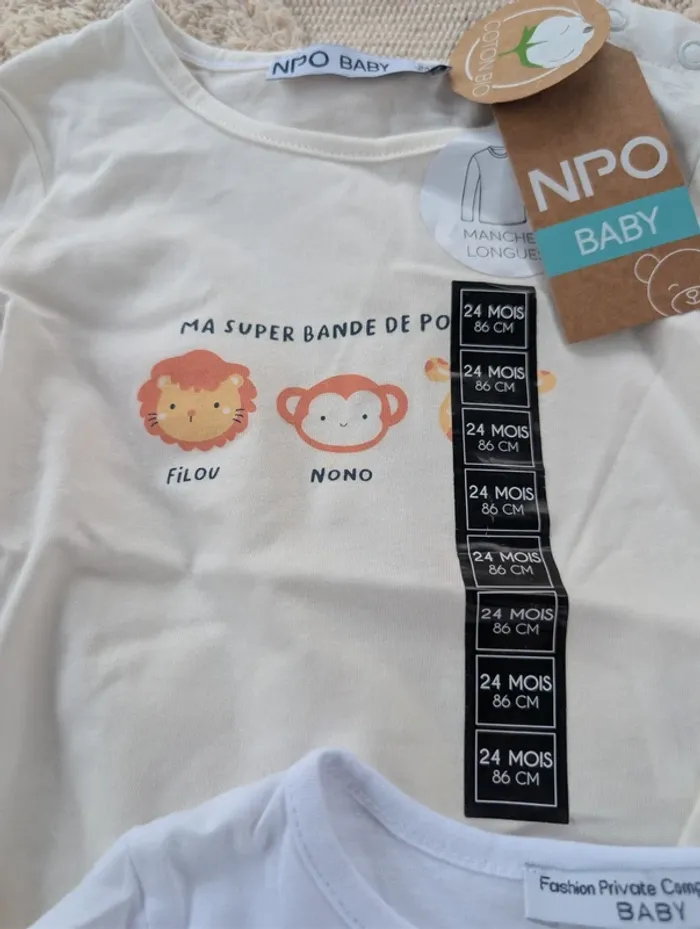 NPO BABY
COTON BIO
NPO
BABY
MANCHE
LONGUE
MA SUPER BANDE DE PO
FiLOU
NONO
24 MOIS
86 CM
24 MOIS
86 CM
24 MOIS
86 CM
24 MOIS
86 CM
24 MOIS
86 CM
24 MOIS
86 CM
24 MOIS
86 CM
24 MOIS
86 CM
Fashion Private Comp
BABY